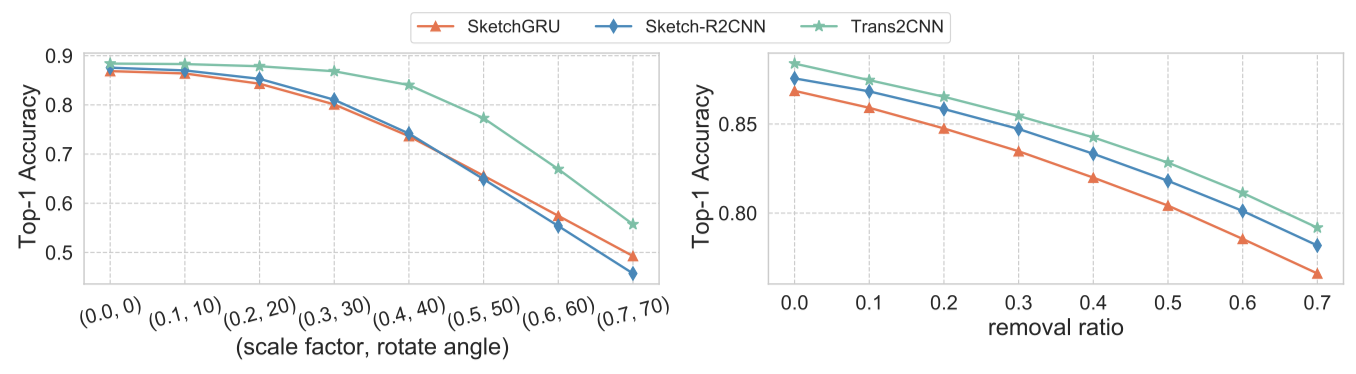 SketchGRU Sketch-R2CNN Trans2CNN
Top-1 Accuracy
0.9
0.8
0.7
0.6
0.5
(0.0, 0) (0.1, 10) (0.2, 20) (0.3, 30) (0.4, 40) (0.5, 50) (0.6, 60) (0.7, 70)
(scale factor, rotate angle)
Top-1 Accuracy
0.85
0.80
0.0 0.1 0.2 0.3 0.4 0.5 0.6 0.7
removal ratio